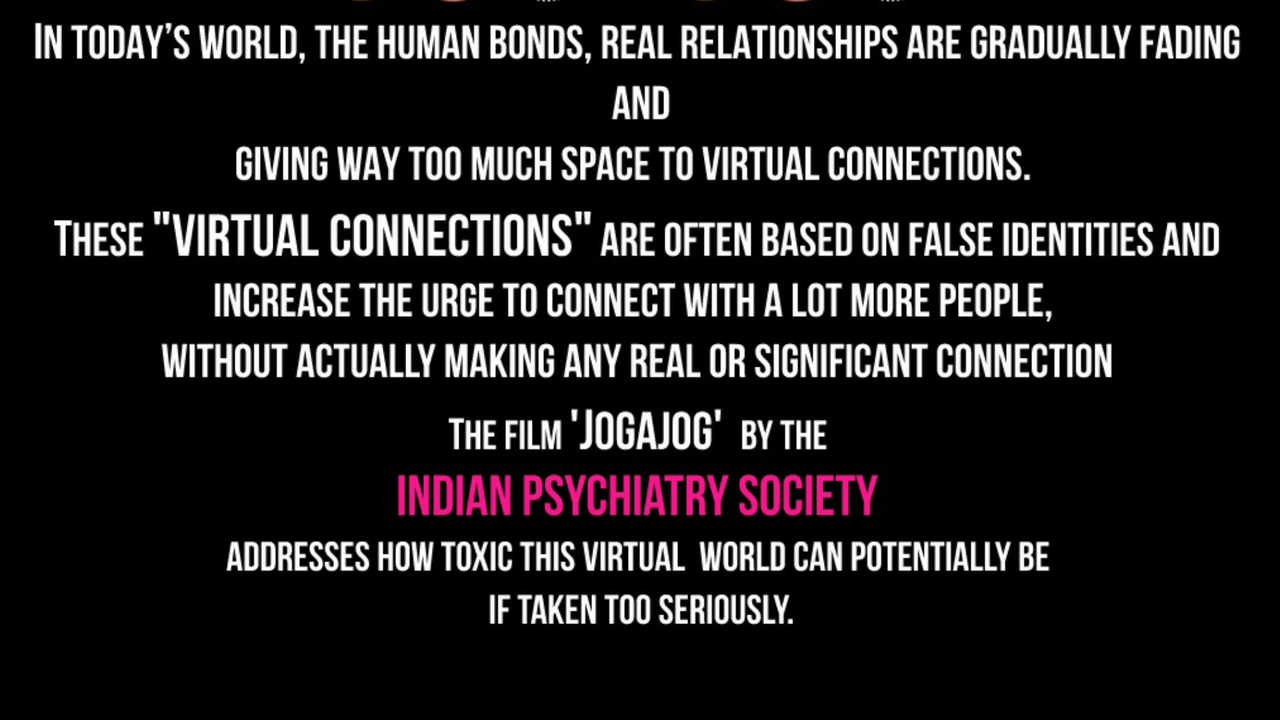 IN TODAY'S WORLD, THE HUMAN BONDS, REAL RELATIONSHIPS ARE GRADUALLY FADING
AND
GIVING WAY TOO MUCH SPACE TO VIRTUAL CONNECTIONS.
THESE "VIRTUAL CONNECTIONS" ARE OFTEN BASED ON FALSE IDENTITIES AND
INCREASE THE URGE TO CONNECT WITH A LOT MORE PEOPLE,
WITHOUT ACTUALLY MAKING ANY REAL OR SIGNIFICANT CONNECTION
THE FILM 'JOGAJOG' BY THE
INDIAN PSYCHIATRY SOCIETY
ADDRESSES HOW TOXIC THIS VIRTUAL WORLD CAN POTENTIALLY BE
IF TAKEN TOO SERIOUSLY.